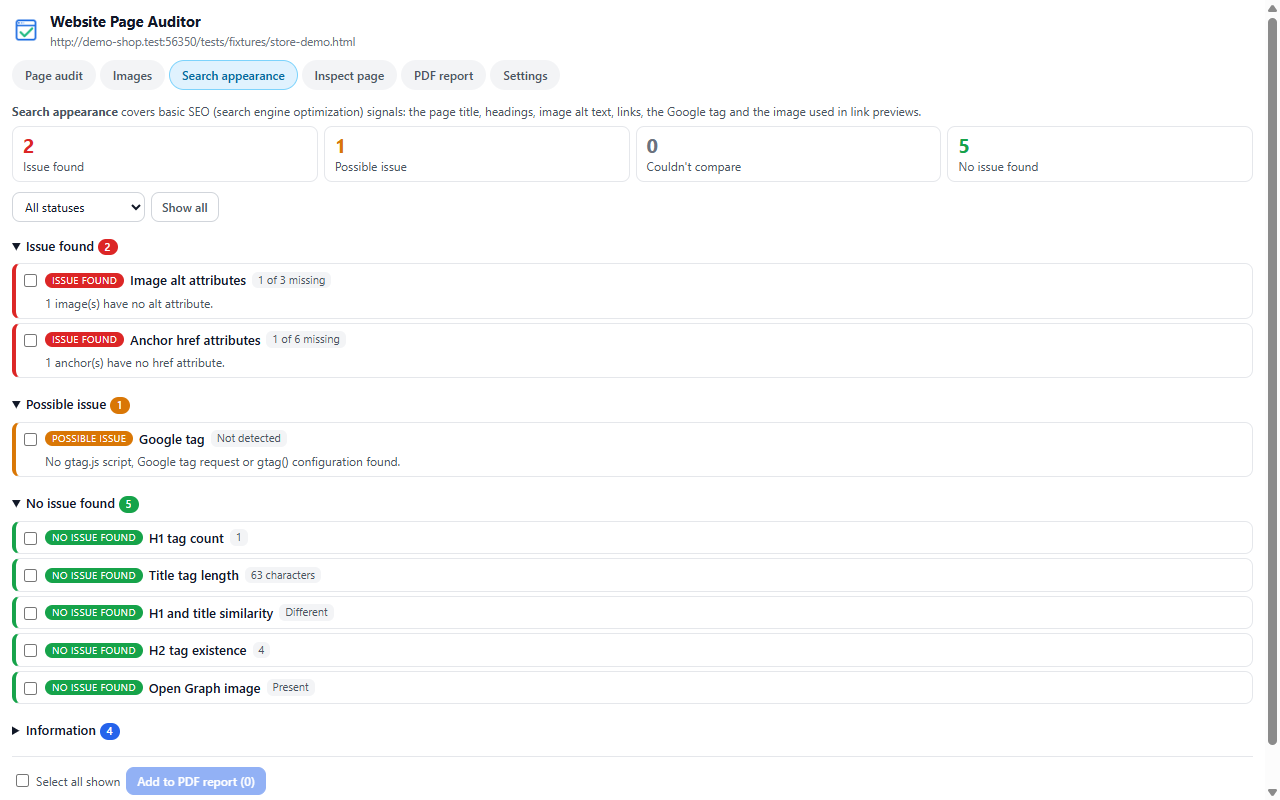 Website Page Auditor
http://demo-shop.test:56350/tests/fixtures/store-demo.html
Page audit Images Search appearance Inspect page PDF report Settings
Search appearance covers basic SEO (search engine optimization) signals: the page title, headings, image alt text, links, the Google tag and the image used in link previews.
2 1 0 5
Issue found Possible issue Couldn't compare No issue found
All statuses Show all
Issue found 2
ISSUE FOUND Image alt attributes 1 of 3 missing
1 image(s) have no alt attribute.
ISSUE FOUND Anchor href attributes 1 of 6 missing
1 anchor(s) have no href attribute.
Possible issue 1
POSSIBLE ISSUE Google tag Not detected
No gtag.js script, Google tag request or gtag() configuration found.
No issue found 5
NO ISSUE FOUND H1 tag count 1
NO ISSUE FOUND Title tag length 63 characters
NO ISSUE FOUND H1 and title similarity Different
NO ISSUE FOUND H2 tag existence 4
NO ISSUE FOUND Open Graph image Present
Information 4
Select all shown Add to PDF report (0)